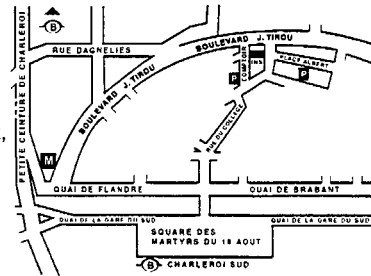 B
RUE DAGNELIES
BOULEVARD J. TIROU
PETITE CEINTURE DE CHARLEROI
BOULEVARD J. TIROU
COMPTOIR
P
INS
PLACE ALBERT
P
RUE DU COLLEGE
M
QUAI DE FLANDRE
QUAI DE BRABANT
QUAI DE LA GARE DU SUD
QUAI DE LA GARE DU SUD
SQUARE DES
MARTYRS DU 18 AOUT
B CHARLEROI SUD